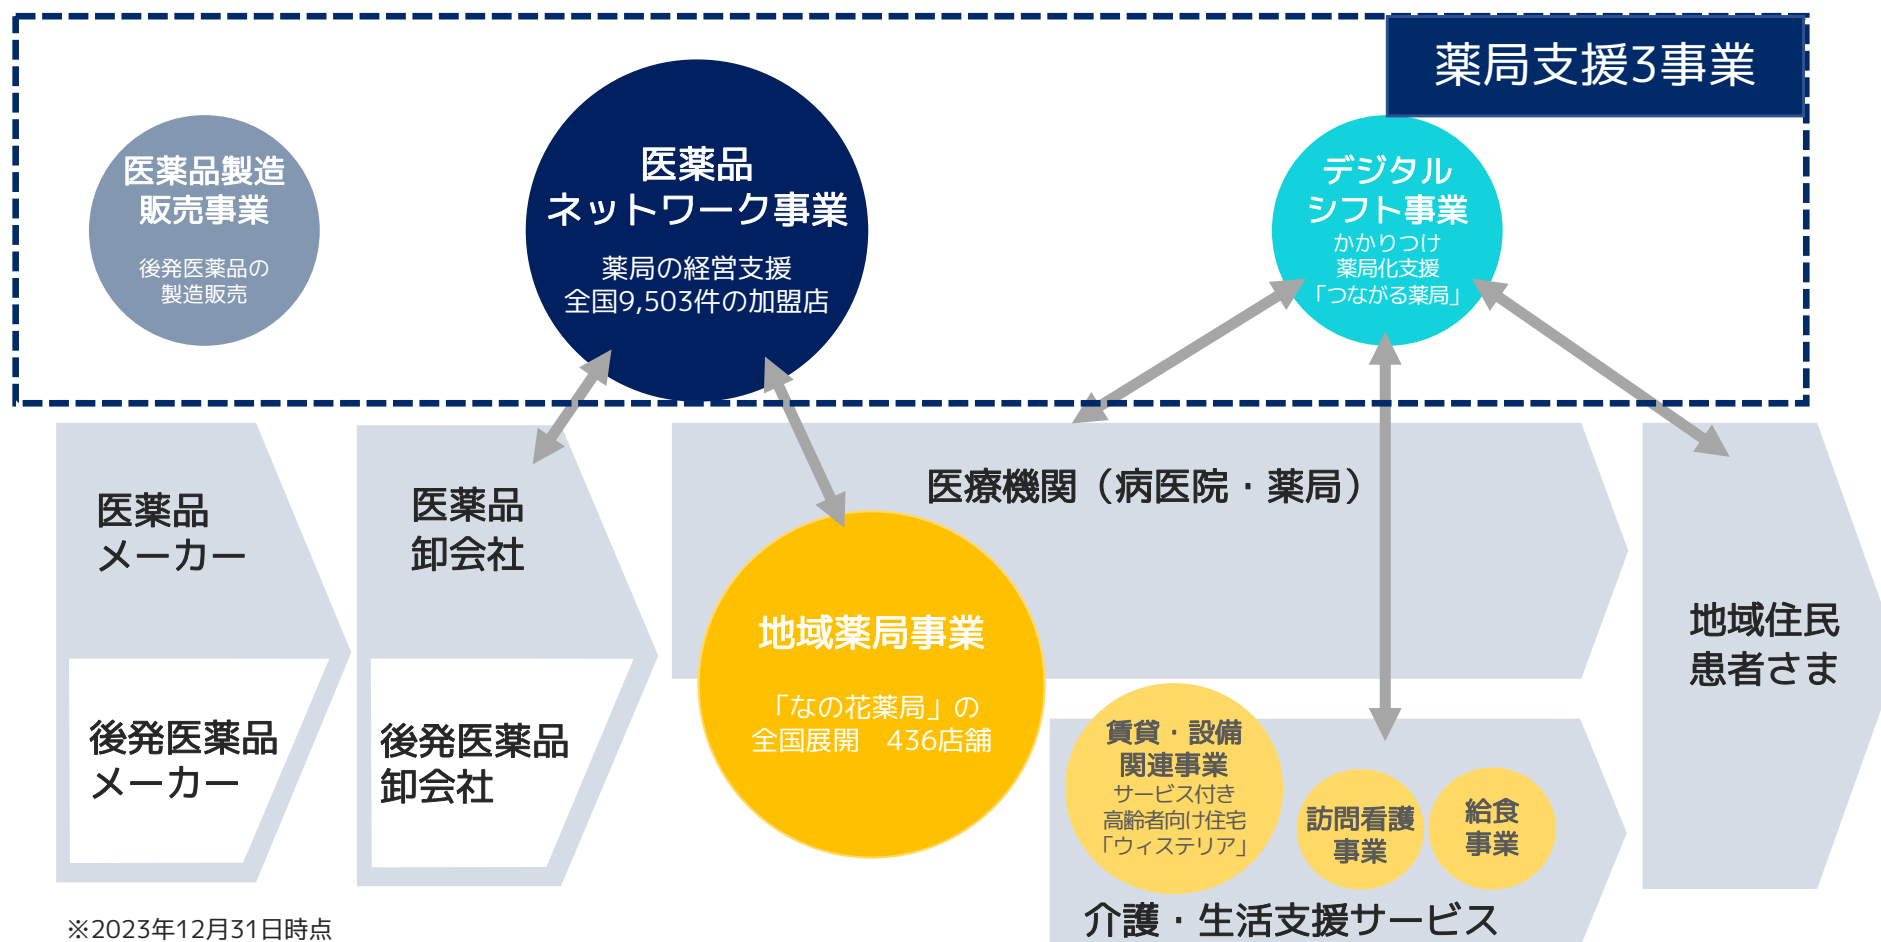 薬局支援3事業
医薬品製造
販売事業
後発医薬品の
製造販売
医薬品
ネットワーク事業
薬局の経営支援
全国9,503件の加盟店
デジタル
シフト事業
かかりつけ
薬局化支援
「つながる薬局」
医薬品
メーカー
後発医薬品
メーカー
医薬品
卸会社
後発医薬品
卸会社
医療機関（病医院・薬局）
地域薬局事業
「なの花薬局」の
全国展開　436店舗
賃貸・設備
関連事業
サービス付き
高齢者向け住宅
「ウィステリア」
訪問看護
事業
給食
事業
介護・生活支援サービス
地域住民
患者さま
※2023年12月31日時点